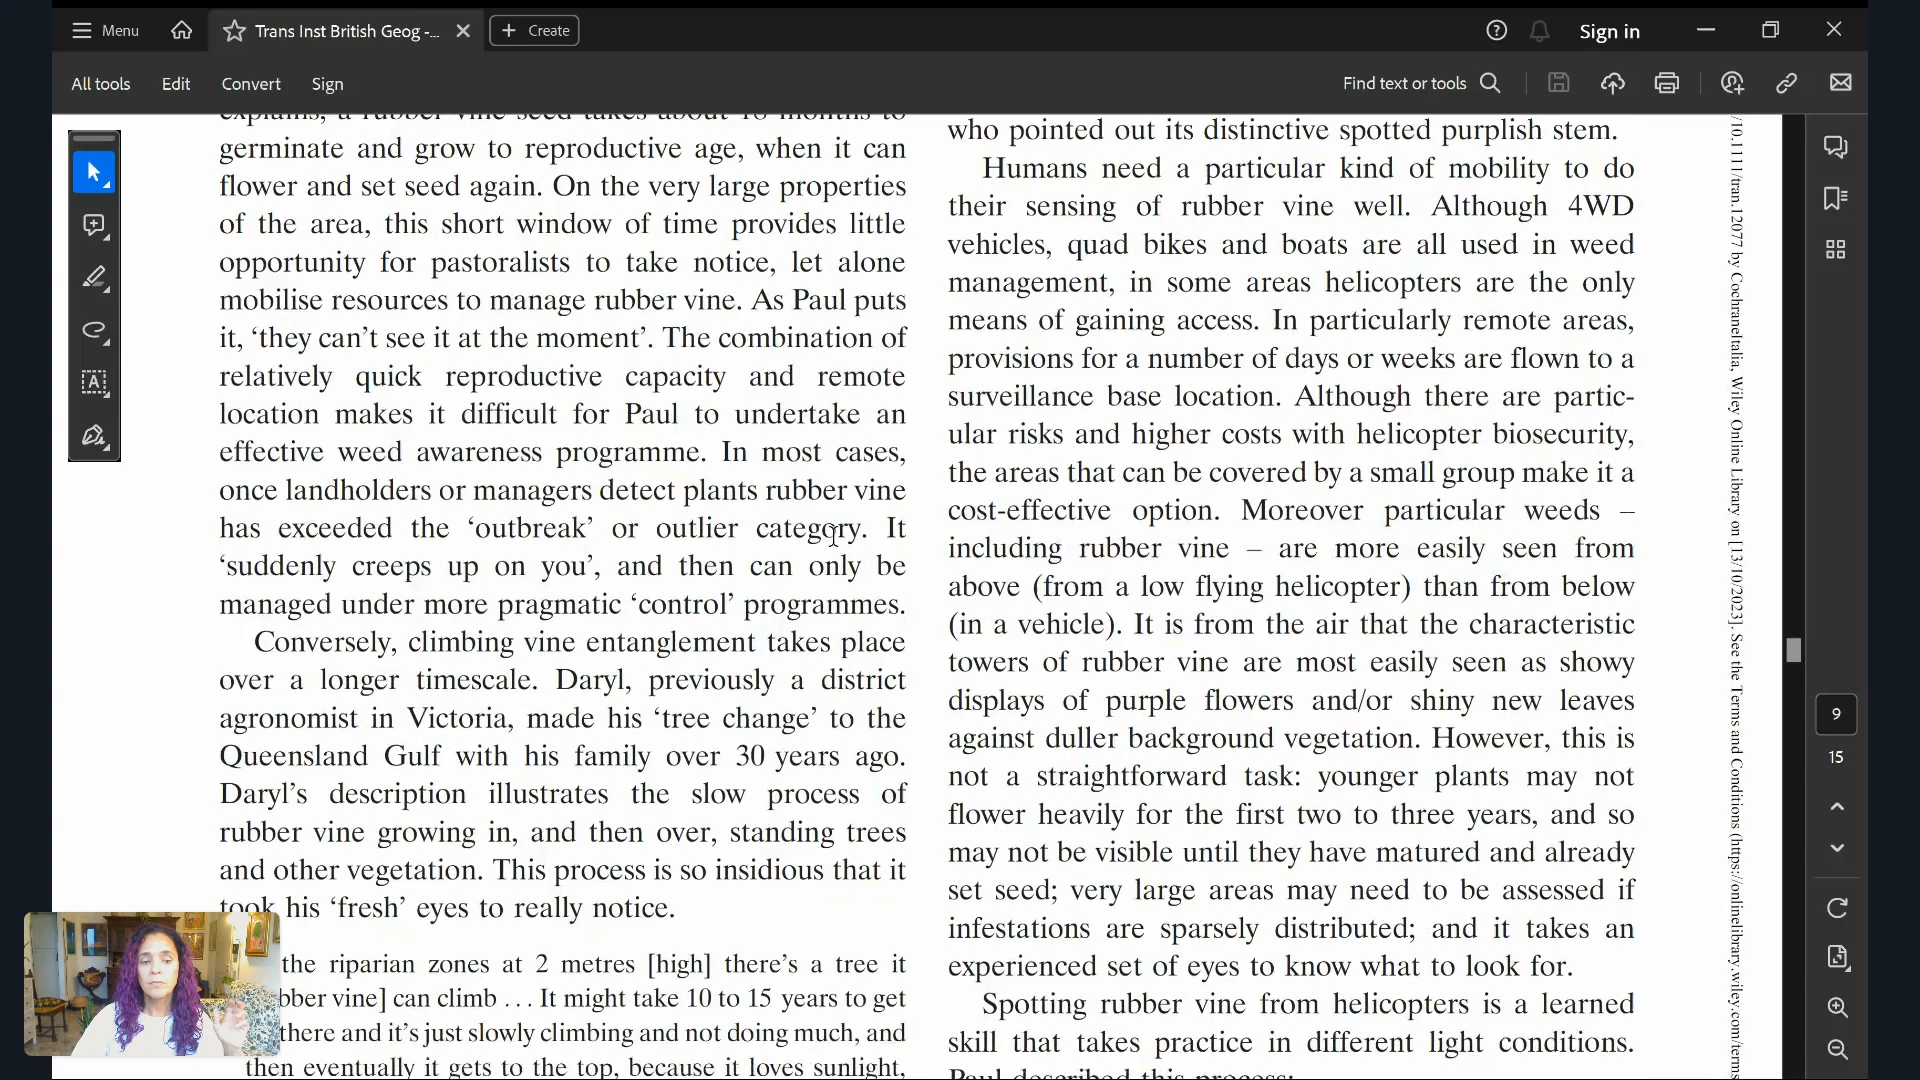 Menu
Trans Inst British Geog -...
Create
Sign in
All tools
Edit
Convert
Sign
Find text or tools
germinate and grow to reproductive age, when it can
flower and set seed again. On the very large properties
of the area, this short window of time provides little
opportunity for pastoralists to take notice, let alone
mobilise resources to manage rubber vine. As Paul puts
it, ‘they can’t see it at the moment’. The combination of
relatively quick reproductive capacity and remote
location makes it difficult for Paul to undertake an
effective weed awareness programme. In most cases,
once landholders or managers detect plants rubber vine
has exceeded the ‘outbreak’ or outlier category. It
‘suddenly creeps up on you’, and then can only be
managed under more pragmatic ‘control’ programmes.
Conversely, climbing vine entanglement takes place
over a longer timescale. Daryl, previously a district
agronomist in Victoria, made his ‘tree change’ to the
Queensland Gulf with his family over 30 years ago.
Daryl’s description illustrates the slow process of
rubber vine growing in, and then over, standing trees
and other vegetation. This process is so insidious that it
took his ‘fresh’ eyes to really notice.
the riparian zones at 2 metres [high] there’s a tree it
vine] can climb ... It might take 10 to 15 years to get
there and it’s just slowly climbing and not doing much, and
then eventually it gets to the top, because it loves sunlight,
who pointed out its distinctive spotted purplish stem.
Humans need a particular kind of mobility to do
their sensing of rubber vine well. Although 4WD
vehicles, quad bikes and boats are all used in weed
management, in some areas helicopters are the only
means of gaining access. In particularly remote areas,
provisions for a number of days or weeks are flown to a
surveillance base location. Although there are partic-
ular risks and higher costs with helicopter biosecurity,
the areas that can be covered by a small group make it a
cost-effective option. Moreover particular weeds –
including rubber vine – are more easily seen from
above (from a low flying helicopter) than from below
(in a vehicle). It is from the air that the characteristic
towers of rubber vine are most easily seen as showy
displays of purple flowers and/or shiny new leaves
against duller background vegetation. However, this is
not a straightforward task: younger plants may not
flower heavily for the first two to three years, and so
may not be visible until they have matured and already
set seed; very large areas may need to be assessed if
infestations are sparsely distributed; and it takes an
experienced set of eyes to know what to look for.
Spotting rubber vine from helicopters is a learned
skill that takes practice in different light conditions.
Paul described this process:
/10.1111/tran.12077 by Cochraneltalia, Wiley Online Library on [13/10/2023]. See the Terms and Conditions (https://onlinelibrary.wiley.com/terms
9
15